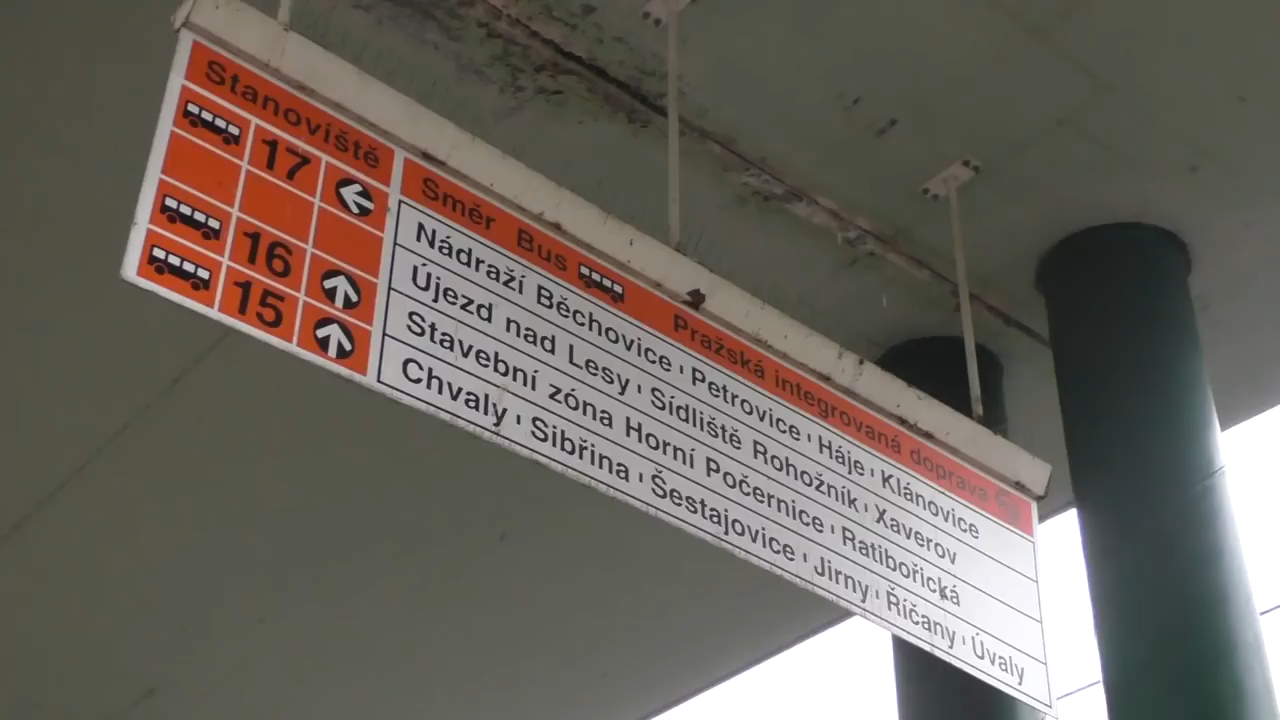 Stanoviště
17
16
15
Směr Bus Pražská integrovaná doprava
Nádraží Běchovice ı Petrovice ı Háje ı Klánovice
Újezd nad Lesy ı Sídliště Rohožník ı Xaverov
Stavební zóna Horní Počernice ı Ratibořická
Chvaly ı Sibřina ı Šestajovice ı Jirny ı Říčany ı Úvaly